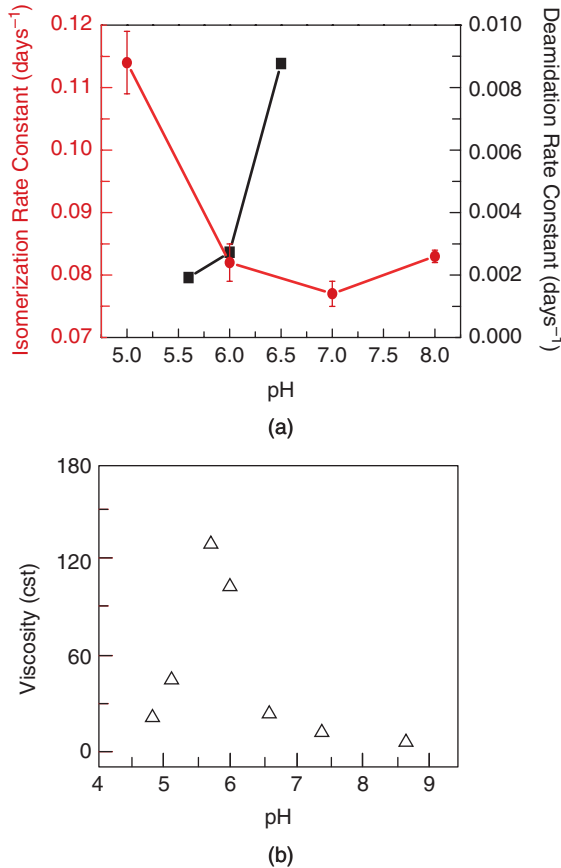 Isomerization Rate Constant (days⁻¹)
0.12
0.11
0.10
0.09
0.08
0.07
0.010
0.008
0.006
0.004
0.002
0.000
Deamidation Rate Constant (days⁻¹)
5.0 5.5 6.0 6.5 7.0 7.5 8.0
pH
(a)
Viscosity (cst)
180
120
60
0
4 5 6 7 8 9
pH
(b)